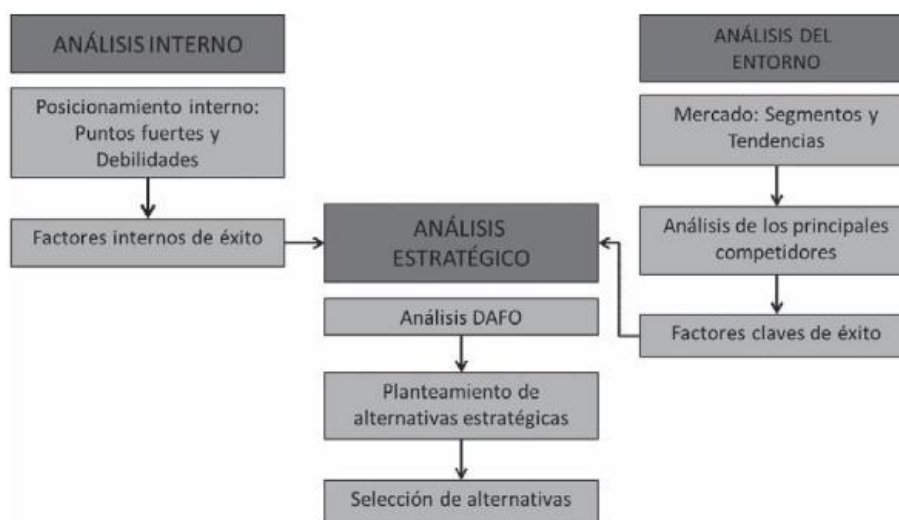 ANÁLISIS INTERNO
Posicionamiento interno:
Puntos fuertes y
Debilidades
Factores internos de éxito
ANÁLISIS
ESTRATÉGICO
Análisis DAFO
Planteamiento de
alternativas estratégicas
Selección de alternativas
ANÁLISIS DEL
ENTORNO
Mercado: Segmentos y
Tendencias
Análisis de los principales
competidores
Factores claves de éxito